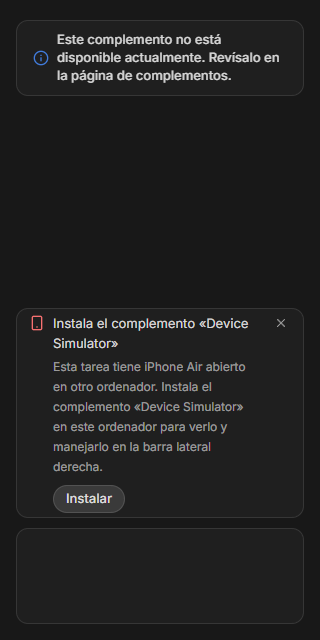 Este complemento no está
disponible actualmente. Revísalo en
la página de complementos.
Instala el complemento «Device
Simulator»
Esta tarea tiene iPhone Air abierto
en otro ordenador. Instala el
complemento «Device Simulator»
en este ordenador para verlo y
manejarlo en la barra lateral
derecha.
Instalar